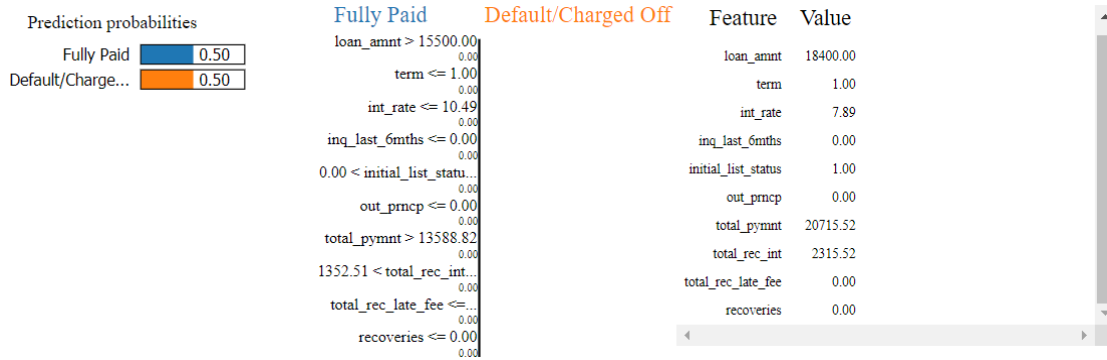 Prediction probabilities
Fully Paid 0.50
Default/Charge... 0.50
Fully Paid Default/Charged Off
loan_amnt > 15500.00
0.00
term <= 1.00
0.00
int_rate <= 10.49
0.00
inq_last_6mths <= 0.00
0.00
0.00 < initial_list_statu...
0.00
out_prncp <= 0.00
0.00
total_pymnt > 13588.82
0.00
1352.51 < total_rec_int...
0.00
total_rec_late_fee <=...
0.00
recoveries <= 0.00
0.00
Feature Value
loan_amnt 18400.00
term 1.00
int_rate 7.89
inq_last_6mths 0.00
initial_list_status 1.00
out_prncp 0.00
total_pymnt 20715.52
total_rec_int 2315.52
total_rec_late_fee 0.00
recoveries 0.00